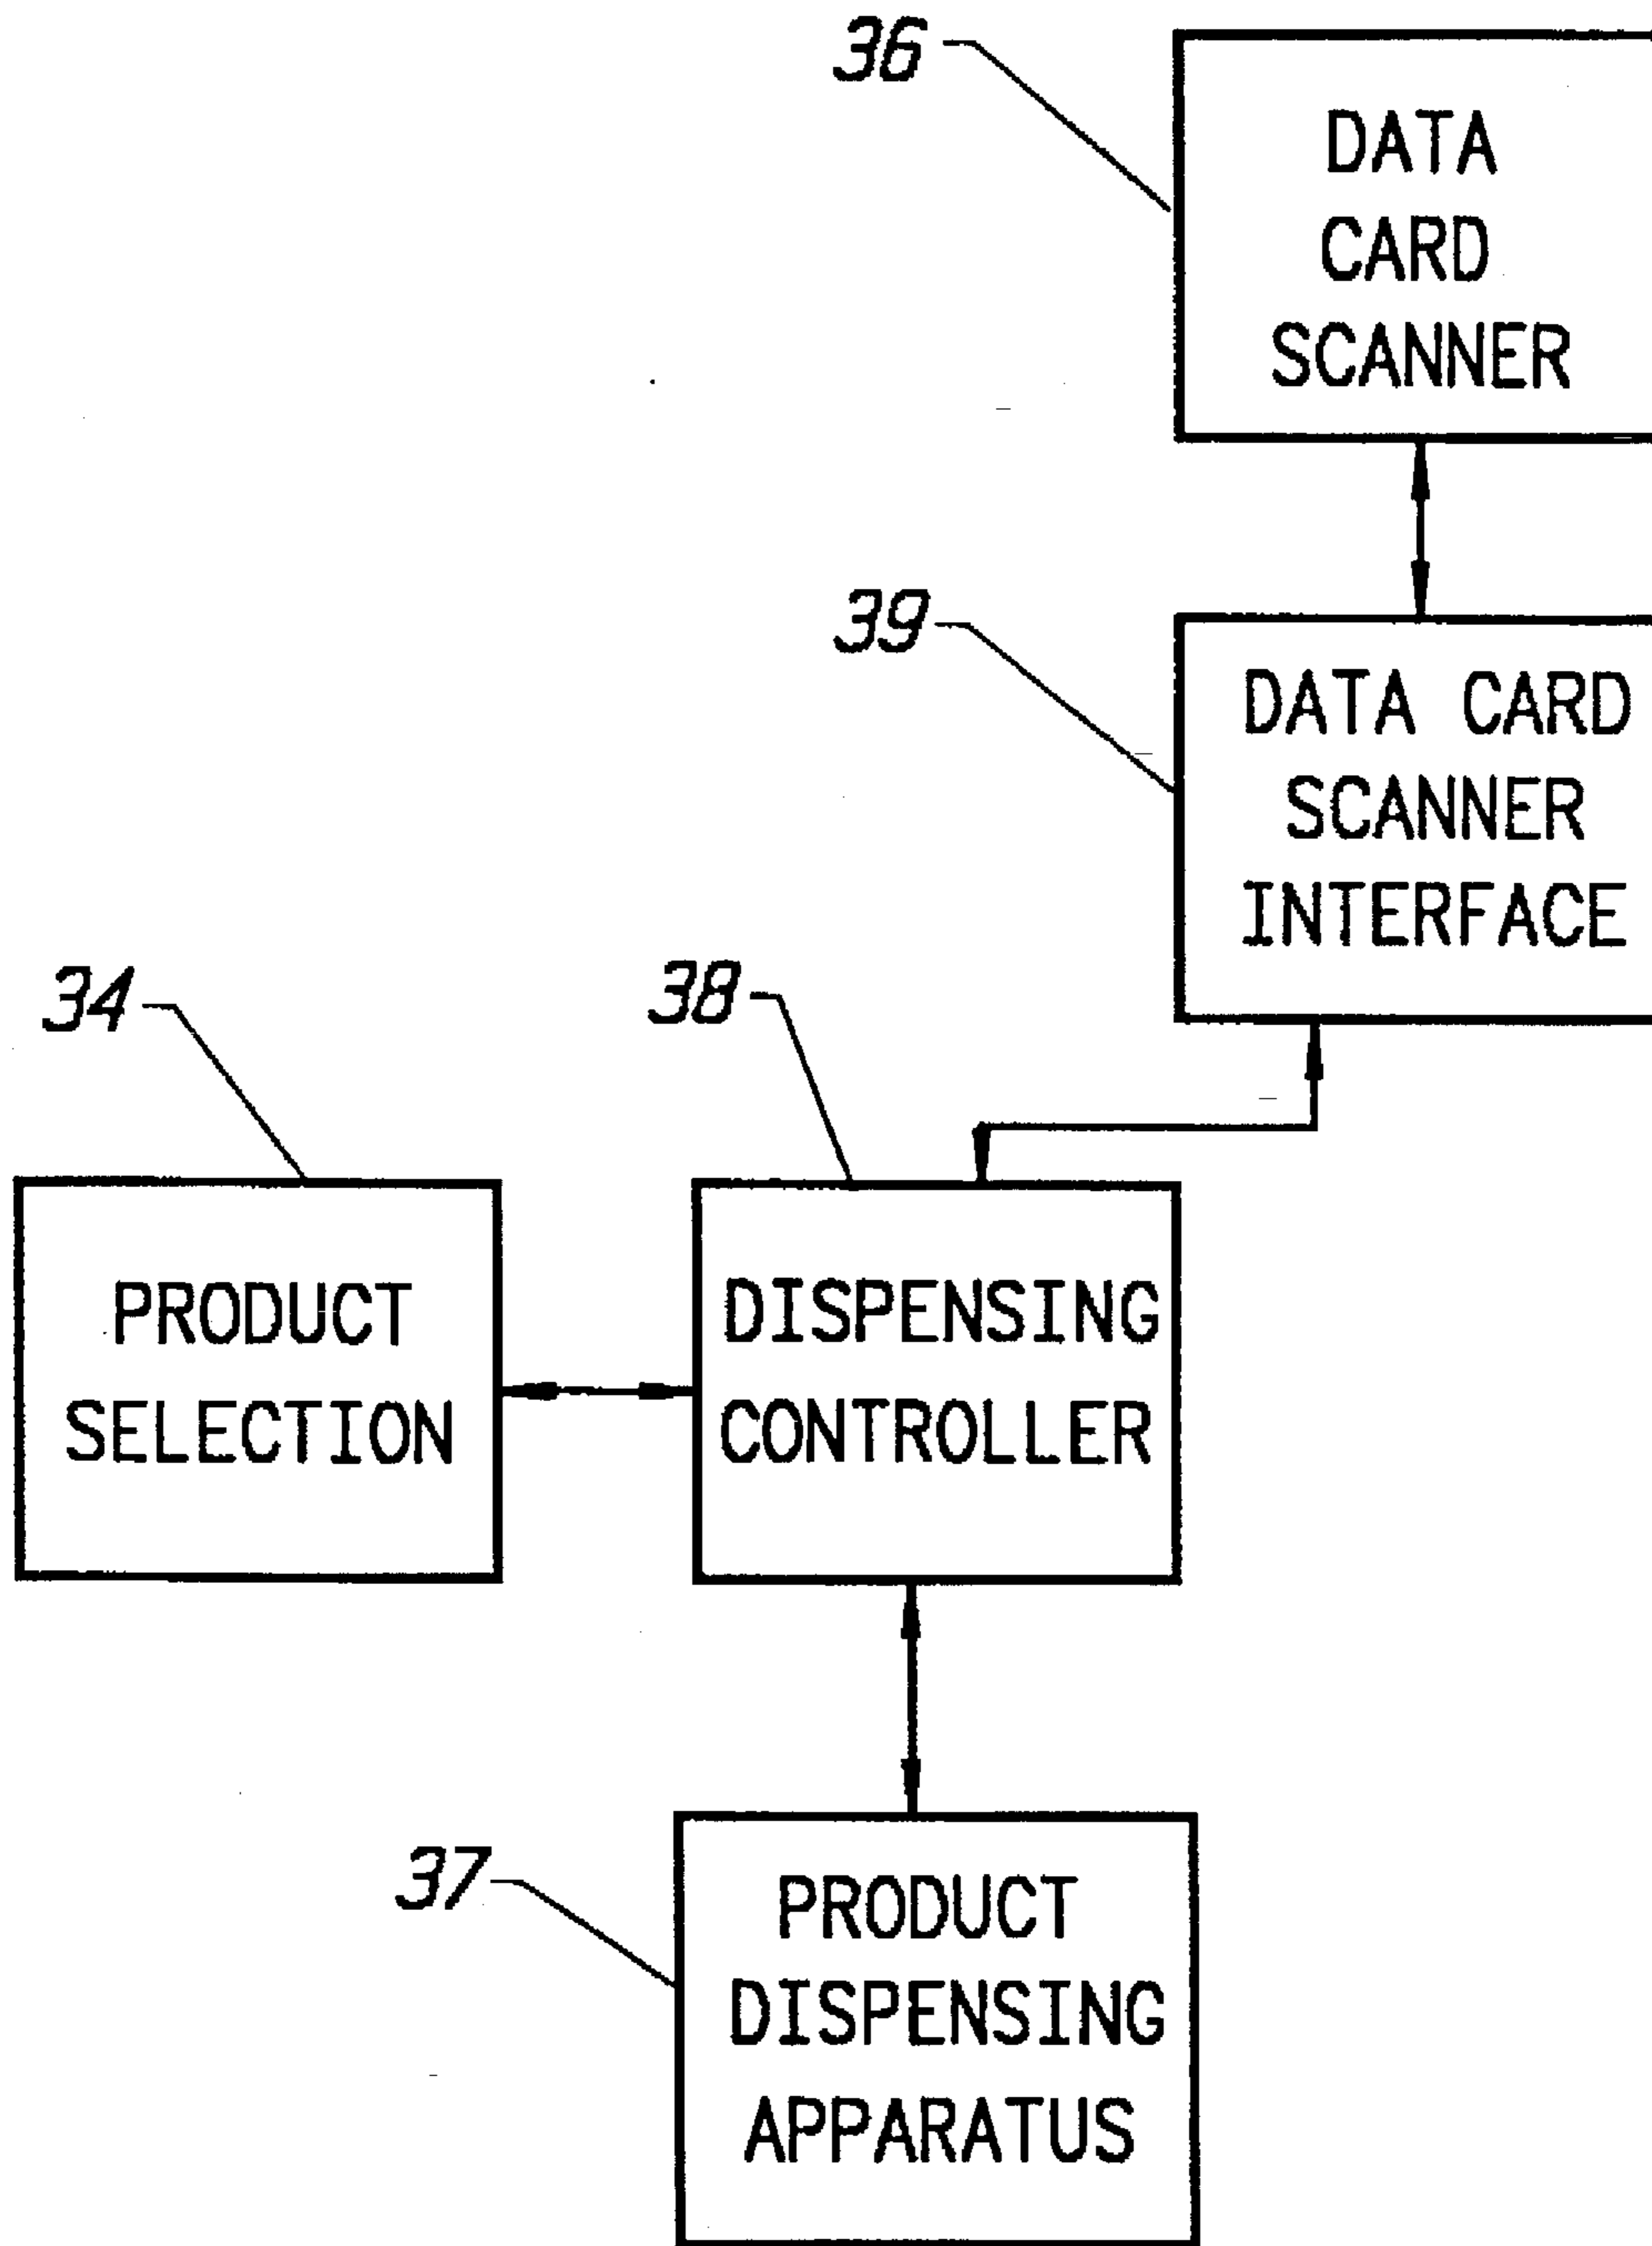 36
DATA
CARD
SCANNER
39
DATA CARD
SCANNER
INTERFACE
34
38
PRODUCT
SELECTION
DISPENSING
CONTROLLER
37
PRODUCT
DISPENSING
APPARATUS